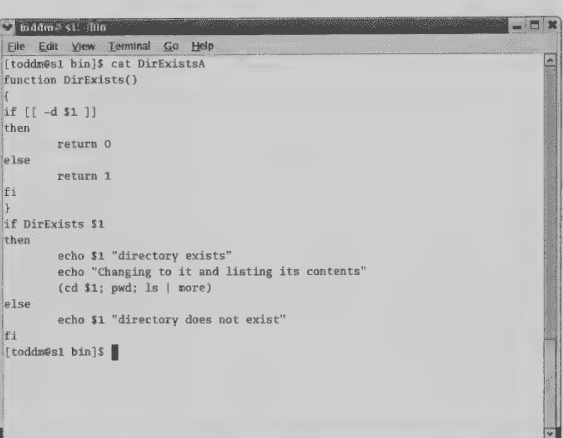 toddm@s1: ~/bin
File Edit View Terminal Go Help
[toddm@s1 bin]$ cat DirExistsA
function DirExists()
{
if [[ -d $1 ]]
then
        return 0
else
        return 1
fi
}
if DirExists $1
then
        echo $1 "directory exists"
        echo "Changing to it and listing its contents"
        (cd $1; pwd; ls | more)
else
        echo $1 "directory does not exist"
fi
[toddm@s1 bin]$